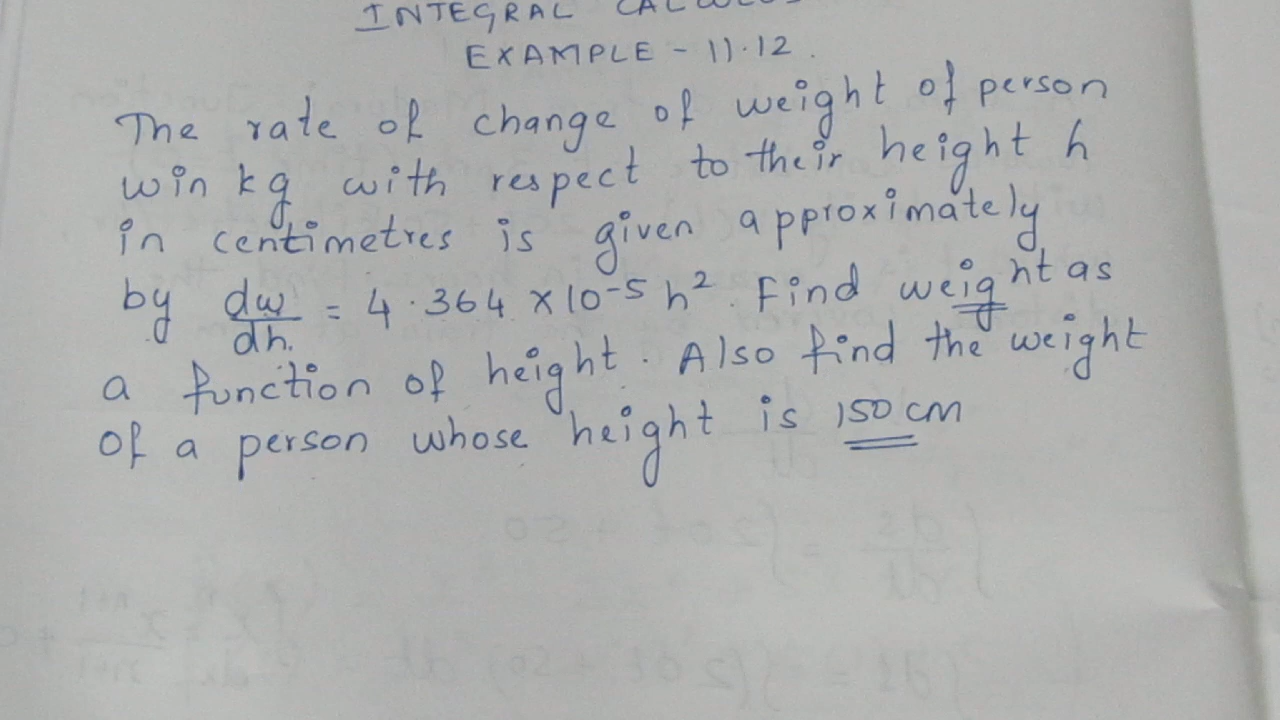 INTEGRAL
EXAMPLE - 11.12.
The rate of change of weight of person
win kg with respect to their height h
in centimetres is given approximately
by dw/dh. = 4.364 x 10-5 h2. Find weight as
a function of height. Also find the weight
of a person whose height is 150 cm